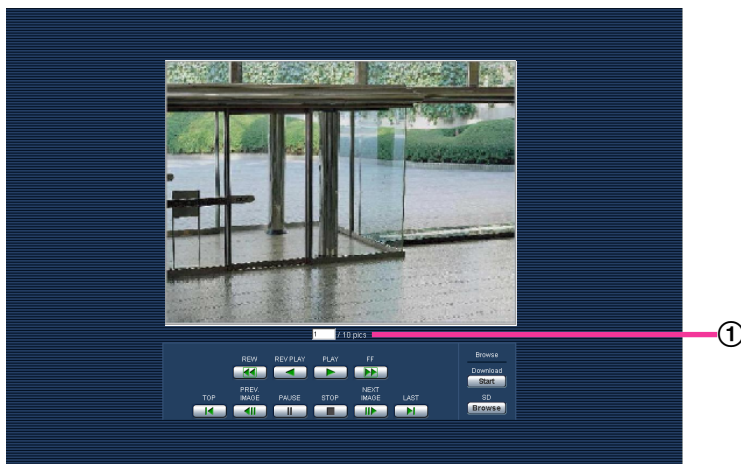 1 / 10 pics
①
REW REV.PLAY PLAY FF
Browse
Download
Start
TOP PREV. IMAGE PAUSE STOP NEXT IMAGE LAST
SD
Browse